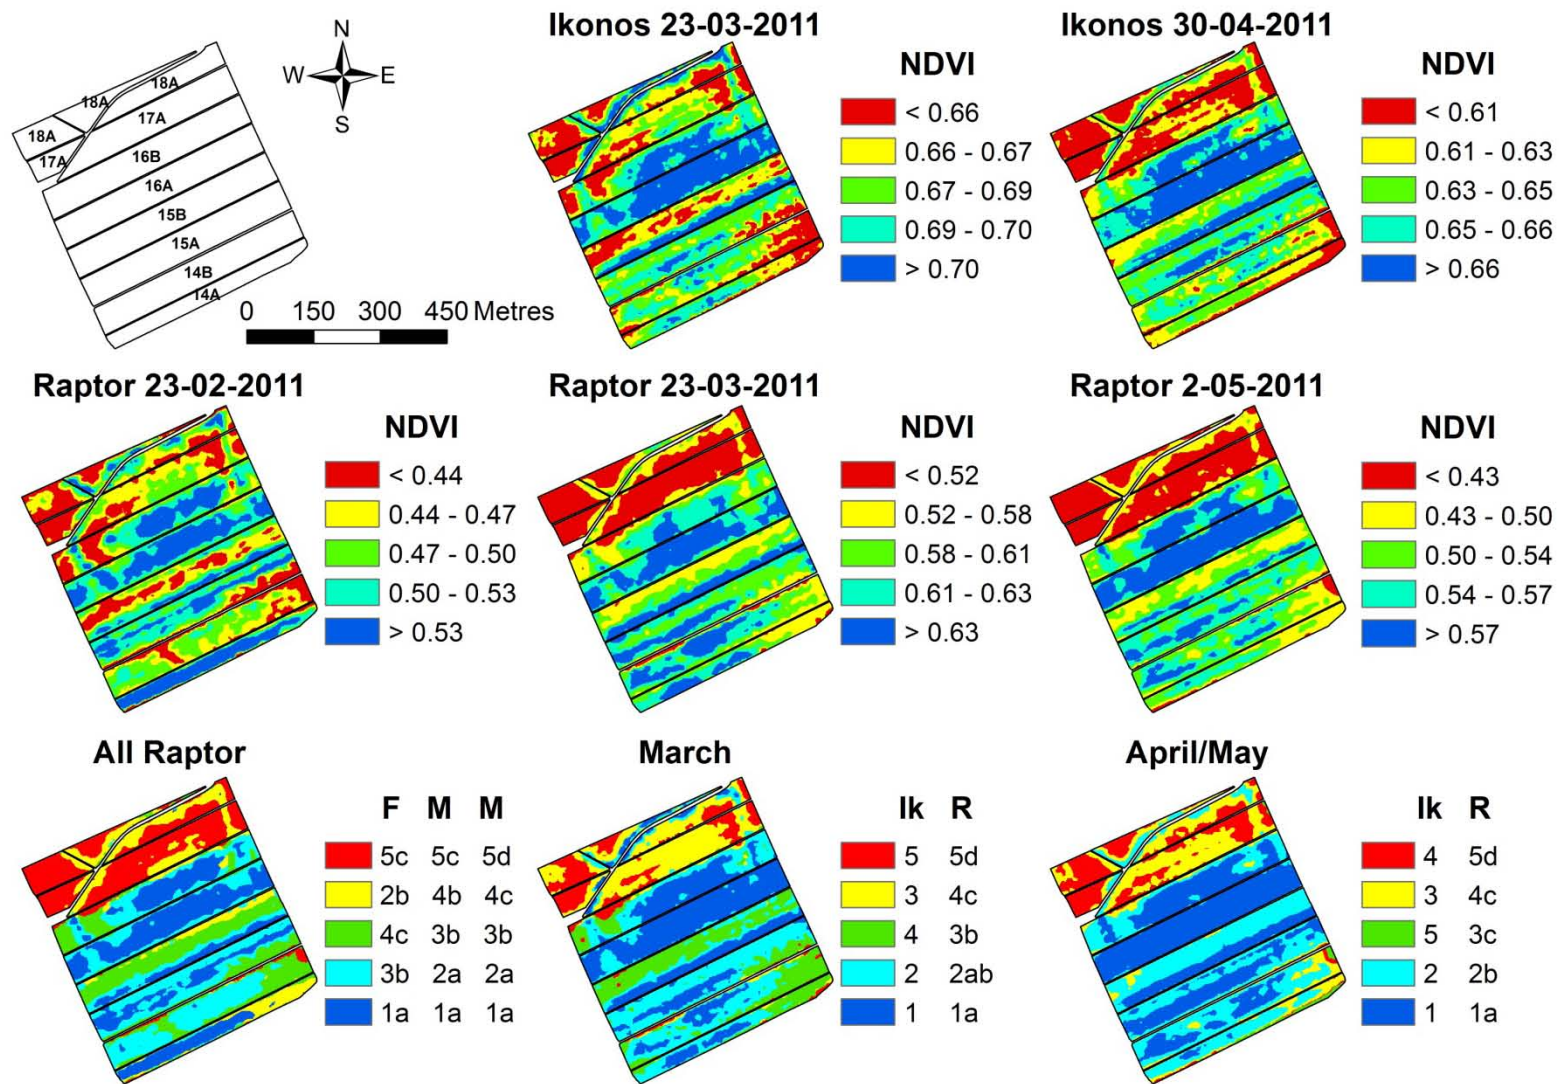 N
W E
S
18A
18A
18A
17A
17A
16B
16A
15B
15A
14B
14A
0 150 300 450 Metres
Ikonos 23-03-2011
NDVI
< 0.66
0.66 - 0.67
0.67 - 0.69
0.69 - 0.70
> 0.70
Ikonos 30-04-2011
NDVI
< 0.61
0.61 - 0.63
0.63 - 0.65
0.65 - 0.66
> 0.66
Raptor 23-02-2011
NDVI
< 0.44
0.44 - 0.47
0.47 - 0.50
0.50 - 0.53
> 0.53
Raptor 23-03-2011
NDVI
< 0.52
0.52 - 0.58
0.58 - 0.61
0.61 - 0.63
> 0.63
Raptor 2-05-2011
NDVI
< 0.43
0.43 - 0.50
0.50 - 0.54
0.54 - 0.57
> 0.57
All Raptor
F M M
5c 5c 5d
2b 4b 4c
4c 3b 3b
3b 2a 2a
1a 1a 1a
March
Ik R
5 5d
3 4c
4 3b
2 2ab
1 1a
April/May
Ik R
4 5d
3 4c
5 3c
2 2b
1 1a